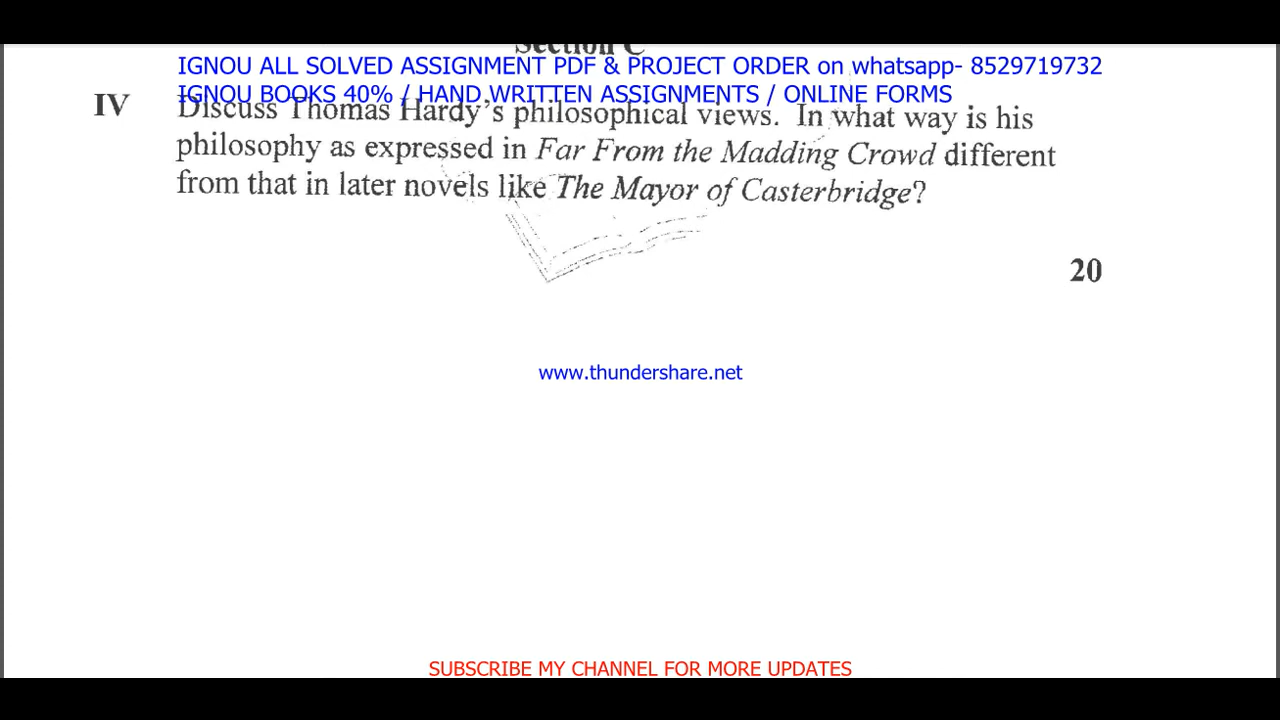 Section C
IGNOU ALL SOLVED ASSIGNMENT PDF & PROJECT ORDER on whatsapp- 8529719732
IGNOU BOOKS 40% / HAND WRITTEN ASSIGNMENTS / ONLINE FORMS
IV Discuss Thomas Hardy's philosophical views. In what way is his
philosophy as expressed in Far From the Madding Crowd different
from that in later novels like The Mayor of Casterbridge?
20
www.thundershare.net
SUBSCRIBE MY CHANNEL FOR MORE UPDATES